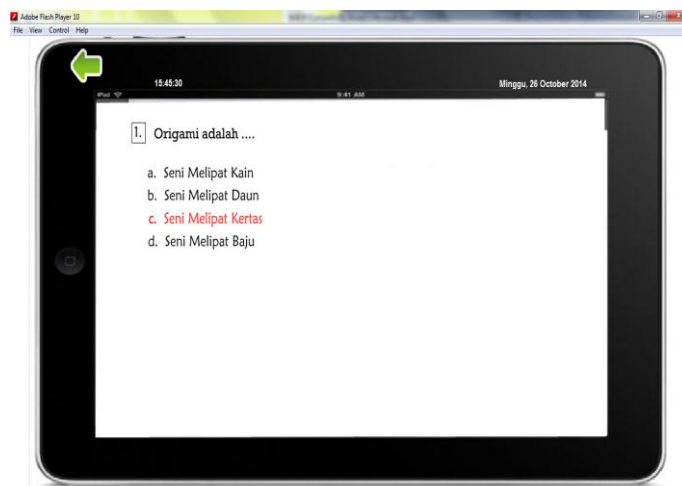 Adobe Flash Player 10
File View Control Help
15:45:30
Minggu, 26 October 2014
iPad
9:41 AM
1. Origami adalah ....
a. Seni Melipat Kain
b. Seni Melipat Daun
c. Seni Melipat Kertas
d. Seni Melipat Baju